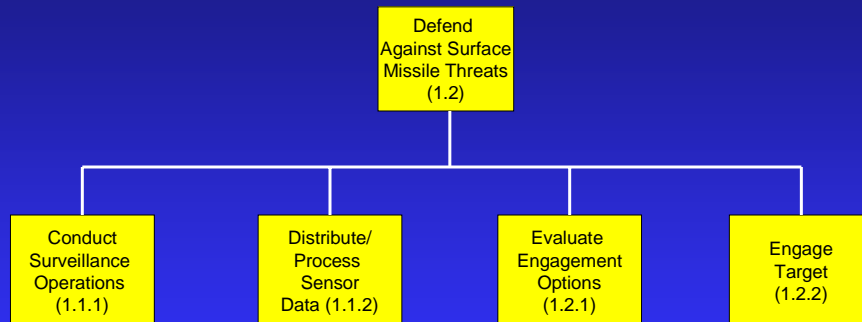 Defend
Against Surface
Missile Threats
(1.2)
Conduct
Surveillance
Operations
(1.1.1)
Distribute/
Process
Sensor
Data (1.1.2)
Evaluate
Engagement
Options
(1.2.1)
Engage
Target
(1.2.2)